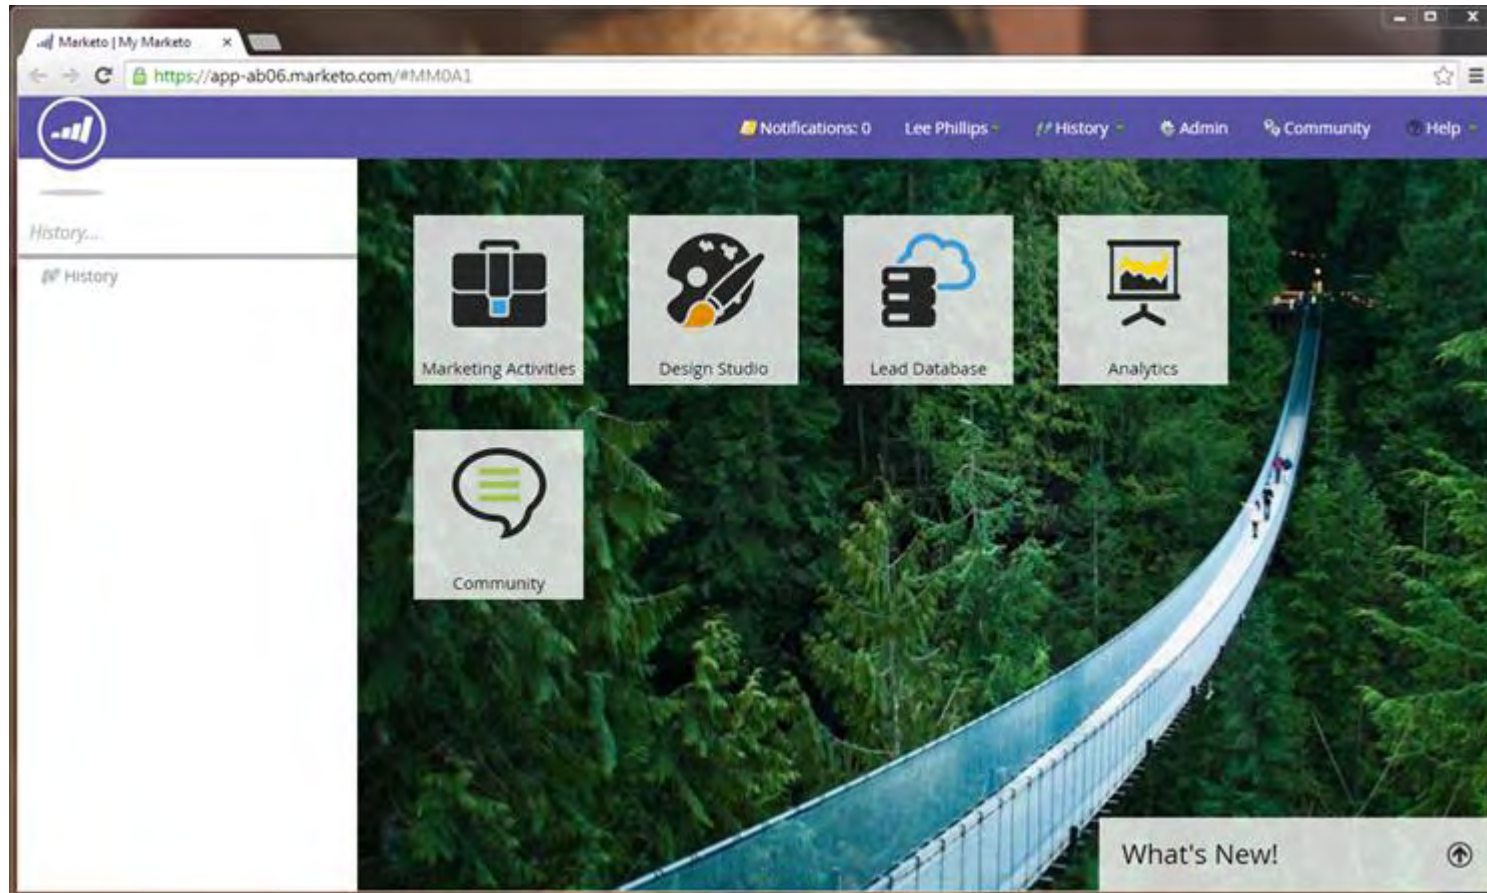 Marketo | My Marketo
https://app-ab06.marketo.com/#MM0A1
Notifications: 0 Lee Phillips History Admin Community Help
History...
History
Marketing Activities Design Studio Lead Database Analytics
Community
What's New!